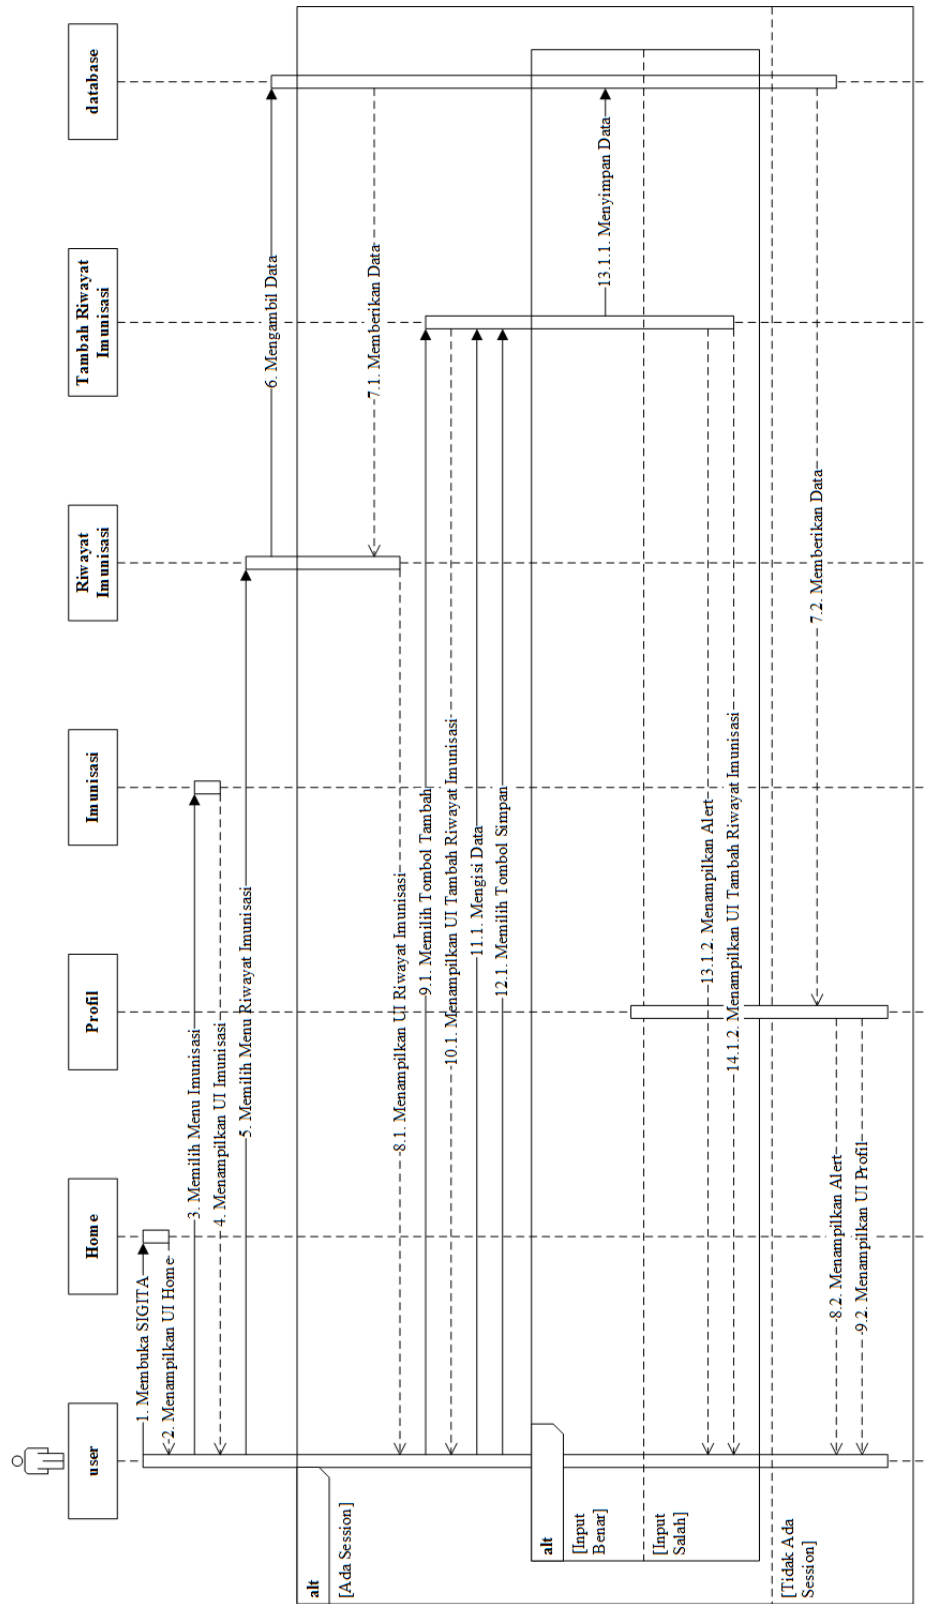 user
Home
Profil
Imunisasi
Riwayat
Imunisasi
Tambah Riwayat
Imunisasi
database
1. Membuka SIGITA
2. Menampilkan UI Home
3. Memilih Menu Imunisasi
4. Menampilkan UI Imunisasi
5. Memilih Menu Riwayat Imunisasi
6. Mengambil Data
alt
[Ada Session]
7.1. Memberikan Data
8.1. Menampilkan UI Riwayat Imunisasi
9.1. Memilih Tombol Tambah
10.1. Menampilkan UI Tambah Riwayat Imunisasi
11.1. Mengisi Data
12.1. Memilih Tombol Simpan
alt
[Input
Benar]
13.1.1. Menyimpan Data
[Input
Salah]
13.1.2. Menampilkan Alert
14.1.2. Menampilkan UI Tambah Riwayat Imunisasi
[Tidak Ada
Session]
7.2. Memberikan Data
8.2. Menampilkan Alert
9.2. Menampilkan UI Profil